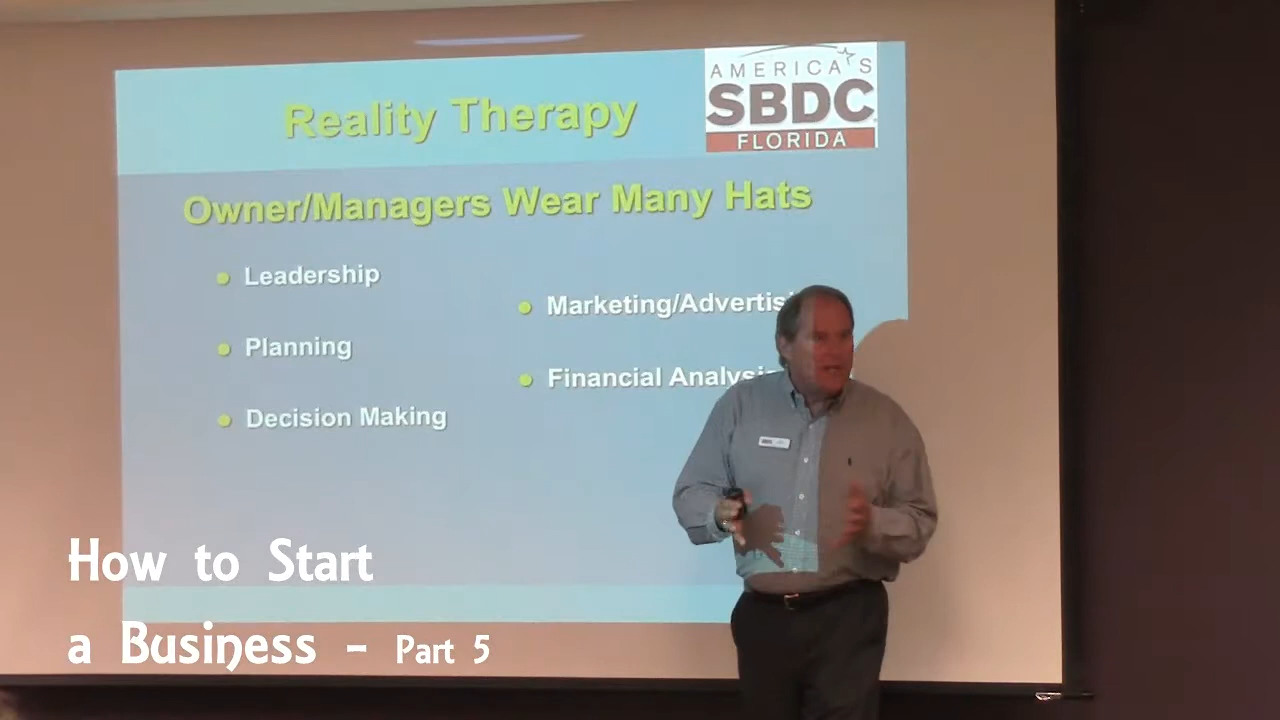 AMERICA'S
SBDC
FLORIDA
Reality Therapy
Owner/Managers Wear Many Hats
Leadership
Planning
Decision Making
Financial
How to Start
a Business - Part 5